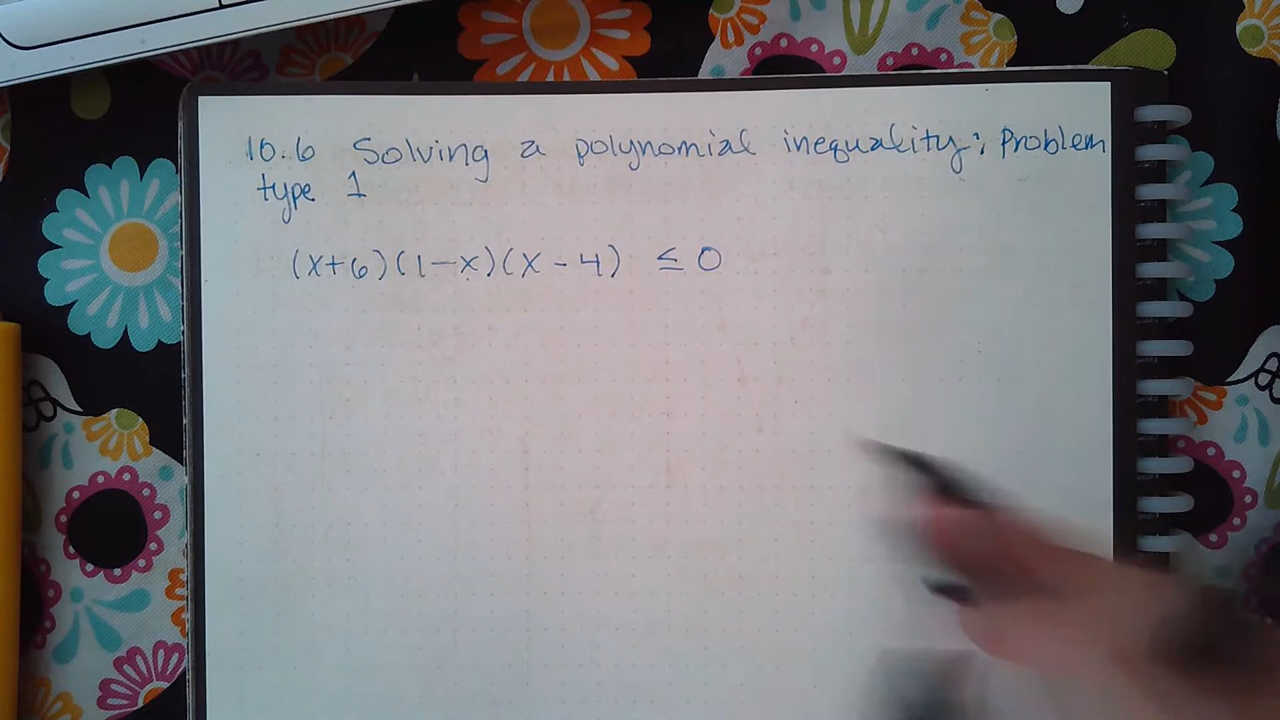 10.6 Solving a polynomial inequality: Problem
type 1
(x+6)(1-x)(x-4) ≤ 0